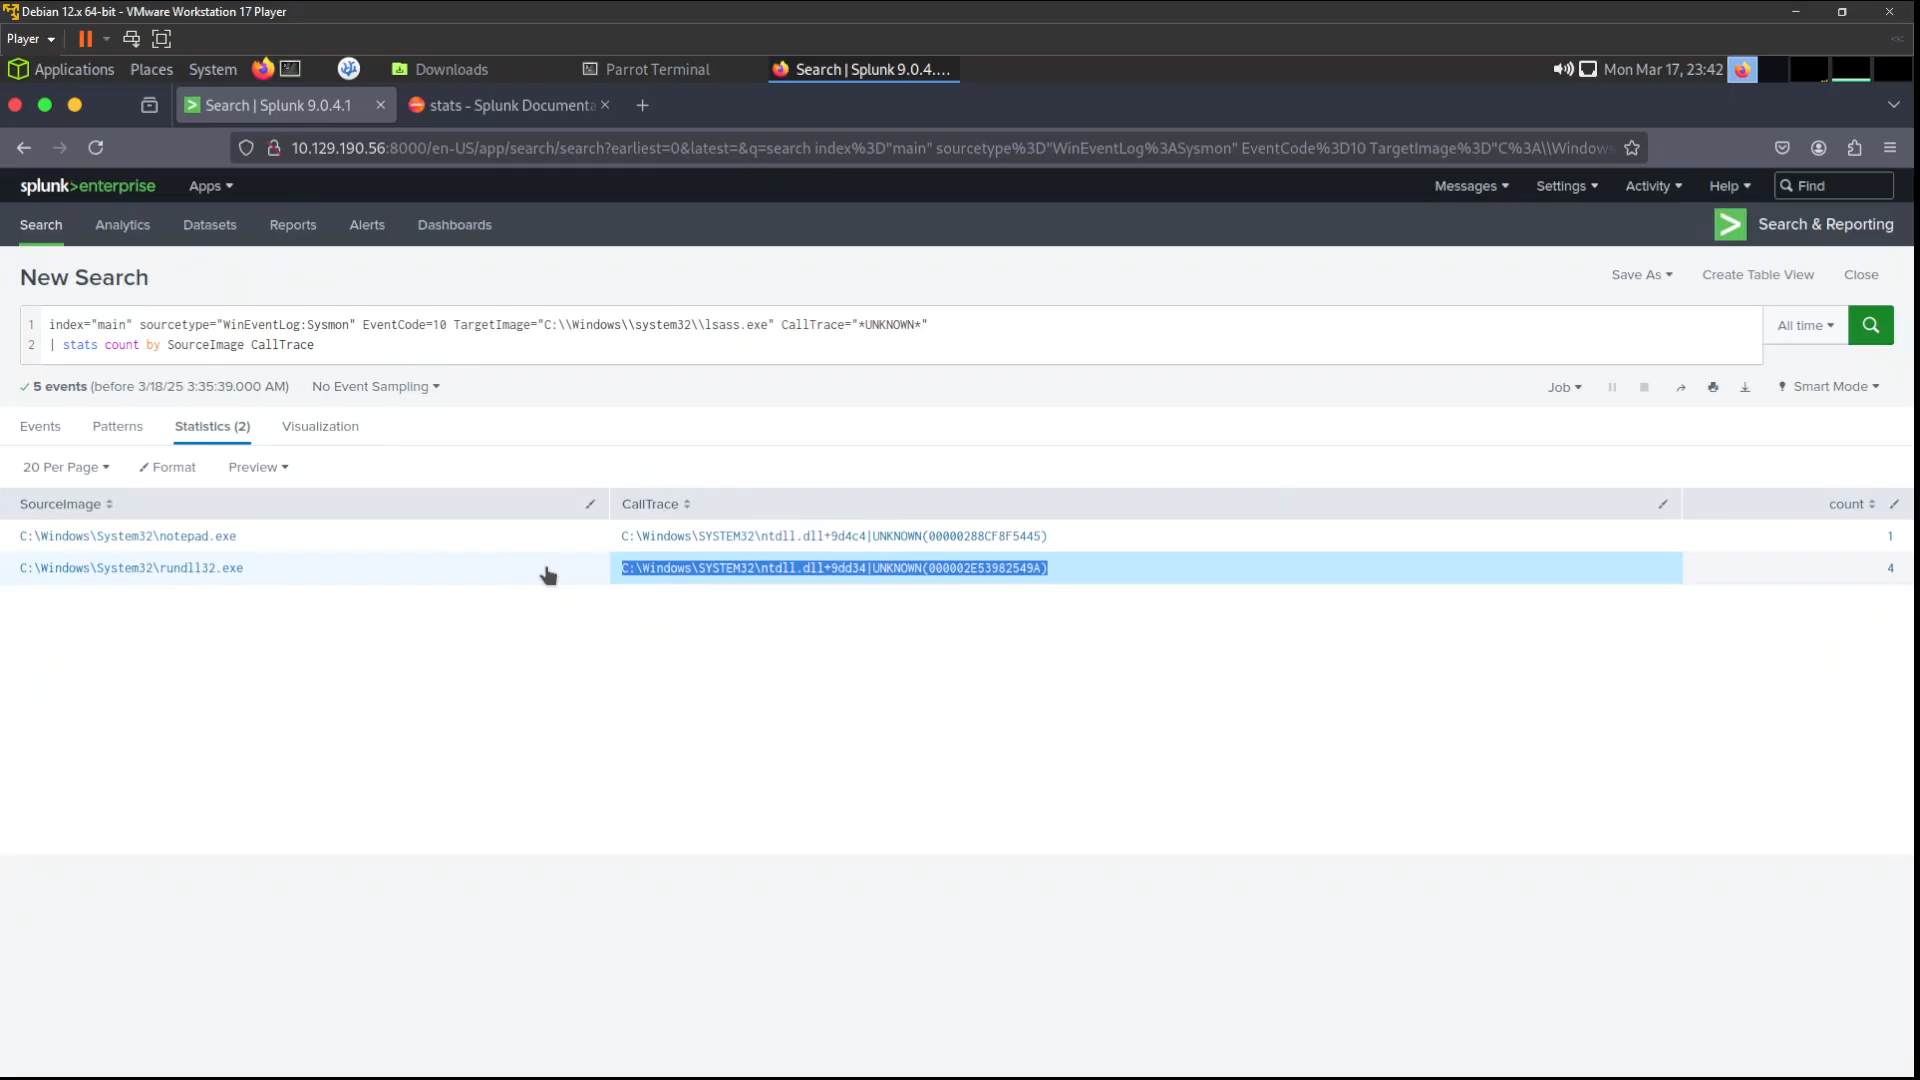 Debian 12.x 64-bit - VMware Workstation 17 Player
Player
Applications Places System Downloads Parrot Terminal Search | Splunk 9.0.4.... Mon Mar 17, 23:42
Search | Splunk 9.0.4.1 stats - Splunk Documenta
10.129.190.56:8000/en-US/app/search/search?earliest=0&latest=&q=search index%3D"main" sourcetype%3D"WinEventLog%3ASysmon" EventCode%3D10 TargetImage%3D"C%3A\\Windows
splunk>enterprise Apps Messages Settings Activity Help Find
Search Analytics Datasets Reports Alerts Dashboards Search & Reporting
New Search Save As Create Table View Close
1 index="main" sourcetype="WinEventLog:Sysmon" EventCode=10 TargetImage="C:\\Windows\\system32\\lsass.exe" CallTrace="*UNKNOWN*" All time
2 | stats count by SourceImage CallTrace
5 events (before 3/18/25 3:35:39.000 AM) No Event Sampling Job Smart Mode
Events Patterns Statistics (2) Visualization
20 Per Page Format Preview
SourceImage CallTrace count
C:\Windows\System32\notepad.exe C:\Windows\SYSTEM32\ntdll.dll+9d4c4|UNKNOWN(00000288CF8F5445) 1
C:\Windows\System32\rundll32.exe C:\Windows\SYSTEM32\ntdll.dll+9dd34|UNKNOWN(000002E53982549A) 4